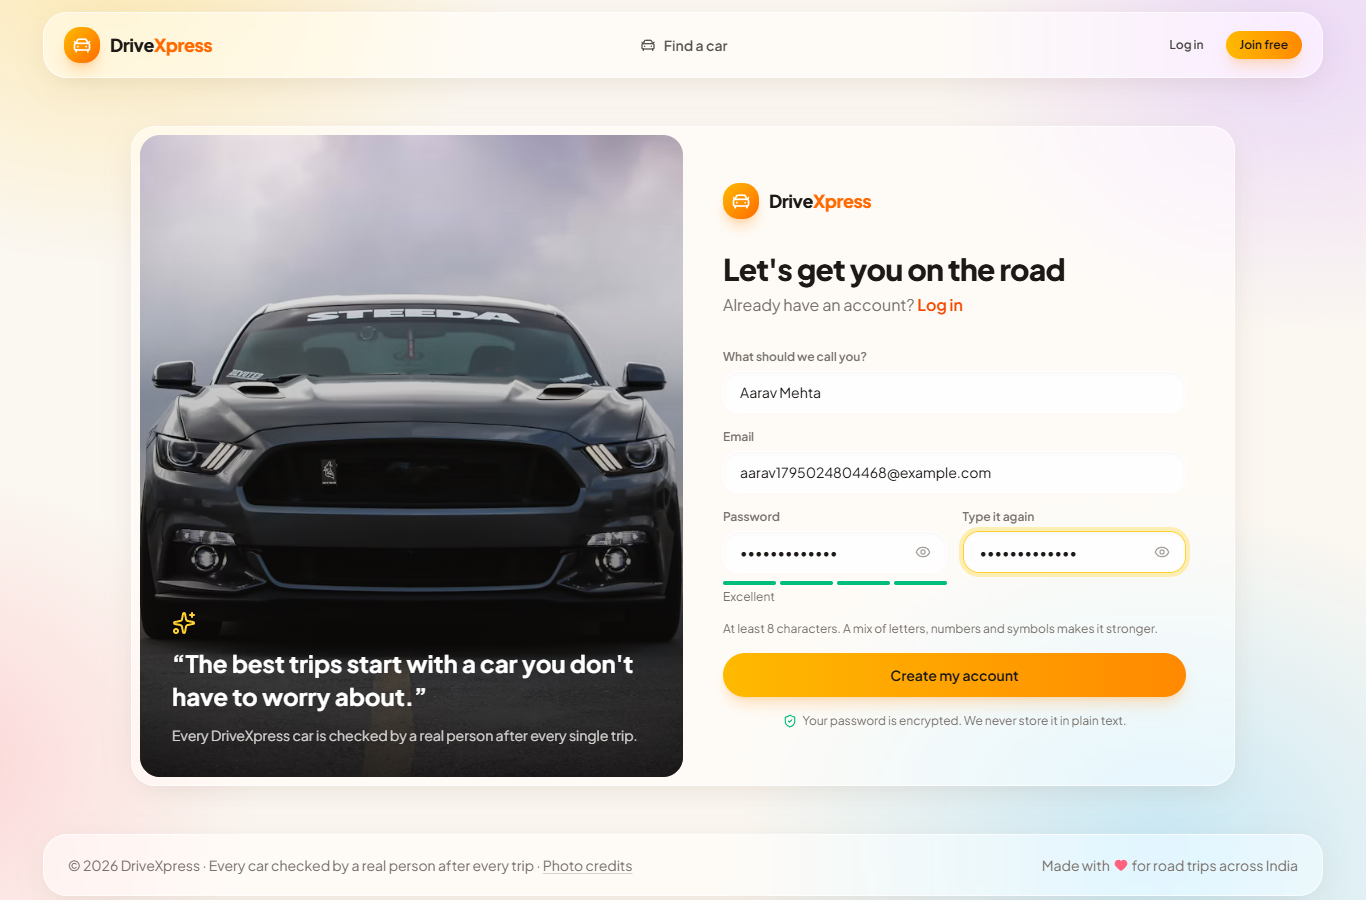 DriveXpress
Find a car
Log in
Join free
STEEDA
“The best trips start with a car you don't
have to worry about.”
Every DriveXpress car is checked by a real person after every single trip.
DriveXpress
Let's get you on the road
Already have an account? Log in
What should we call you?
Aarav Mehta
Email
aarav1795024804468@example.com
Password
Type it again
•••••••••••••
•••••••••••••
Excellent
At least 8 characters. A mix of letters, numbers and symbols makes it stronger.
Create my account
Your password is encrypted. We never store it in plain text.
© 2026 DriveXpress · Every car checked by a real person after every trip · Photo credits
Made with ❤ for road trips across India